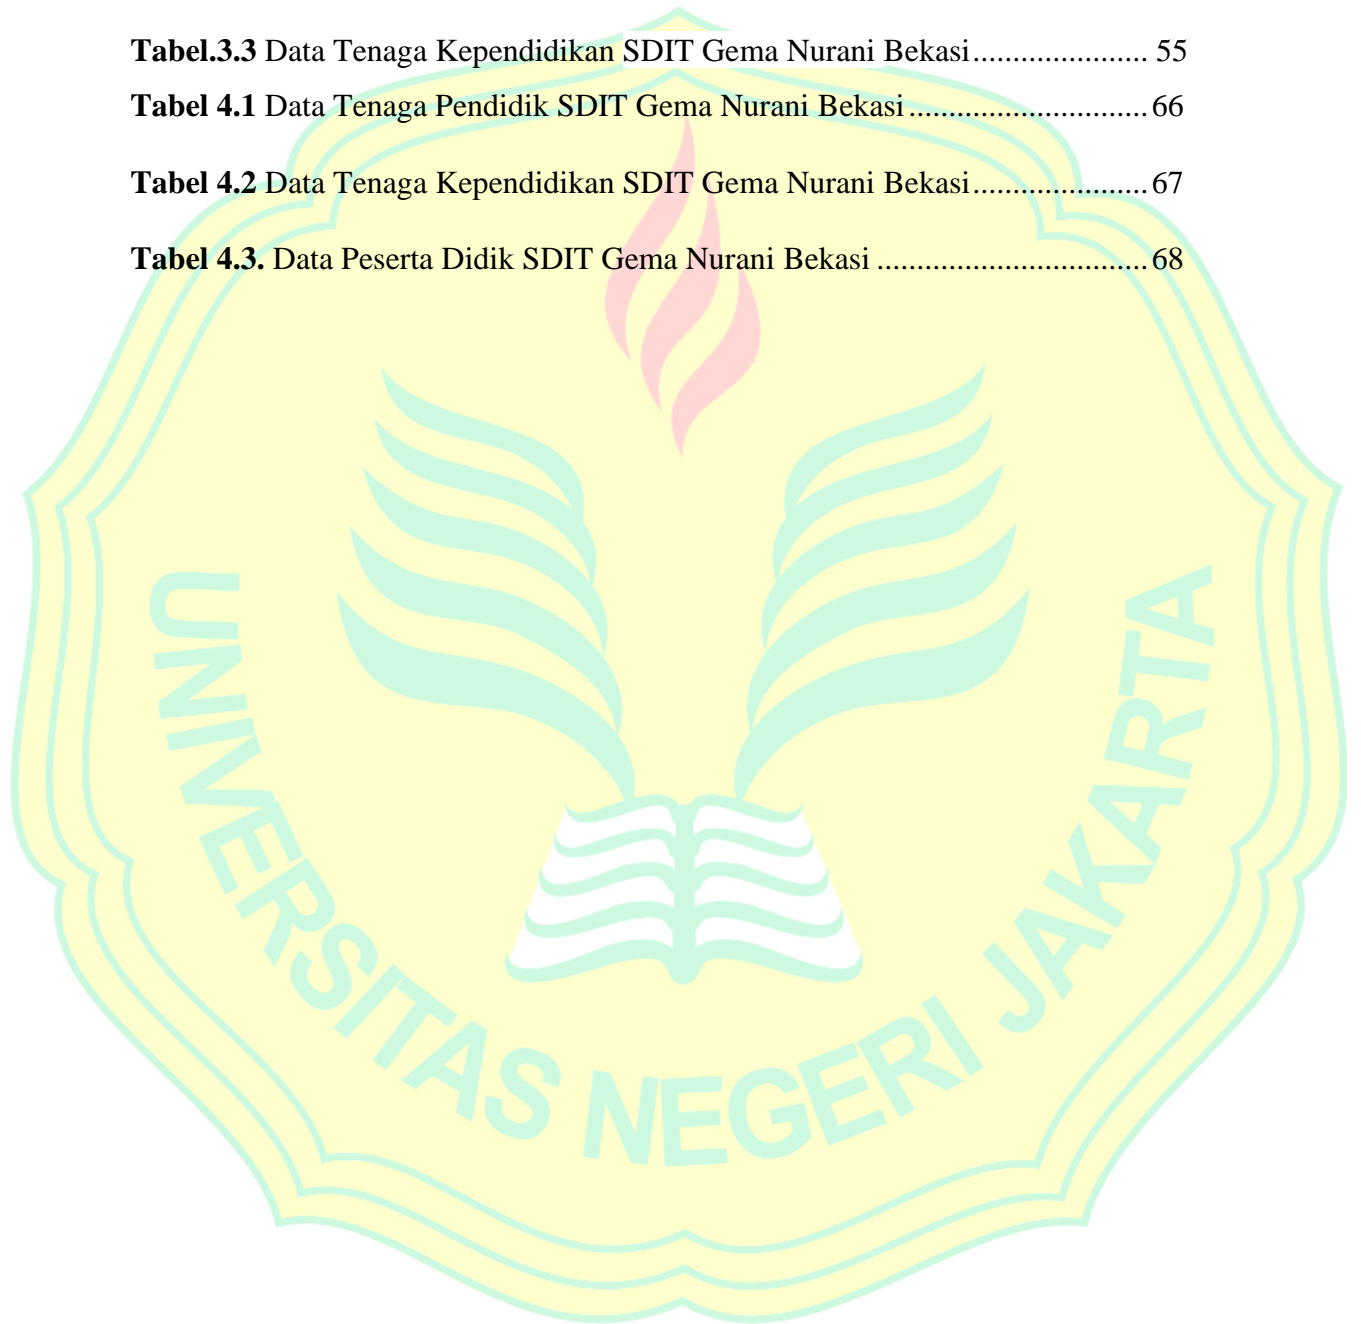 Tabel.3.3 Data Tenaga Kependidikan SDIT Gema Nurani Bekasi...................... 55
Tabel 4.1 Data Tenaga Pendidik SDIT Gema Nurani Bekasi.............................. 66
Tabel 4.2 Data Tenaga Kependidikan SDIT Gema Nurani Bekasi...................... 67
Tabel 4.3. Data Peserta Didik SDIT Gema Nurani Bekasi .................................. 68
UNIVERSITAS NEGERI JAKARTA